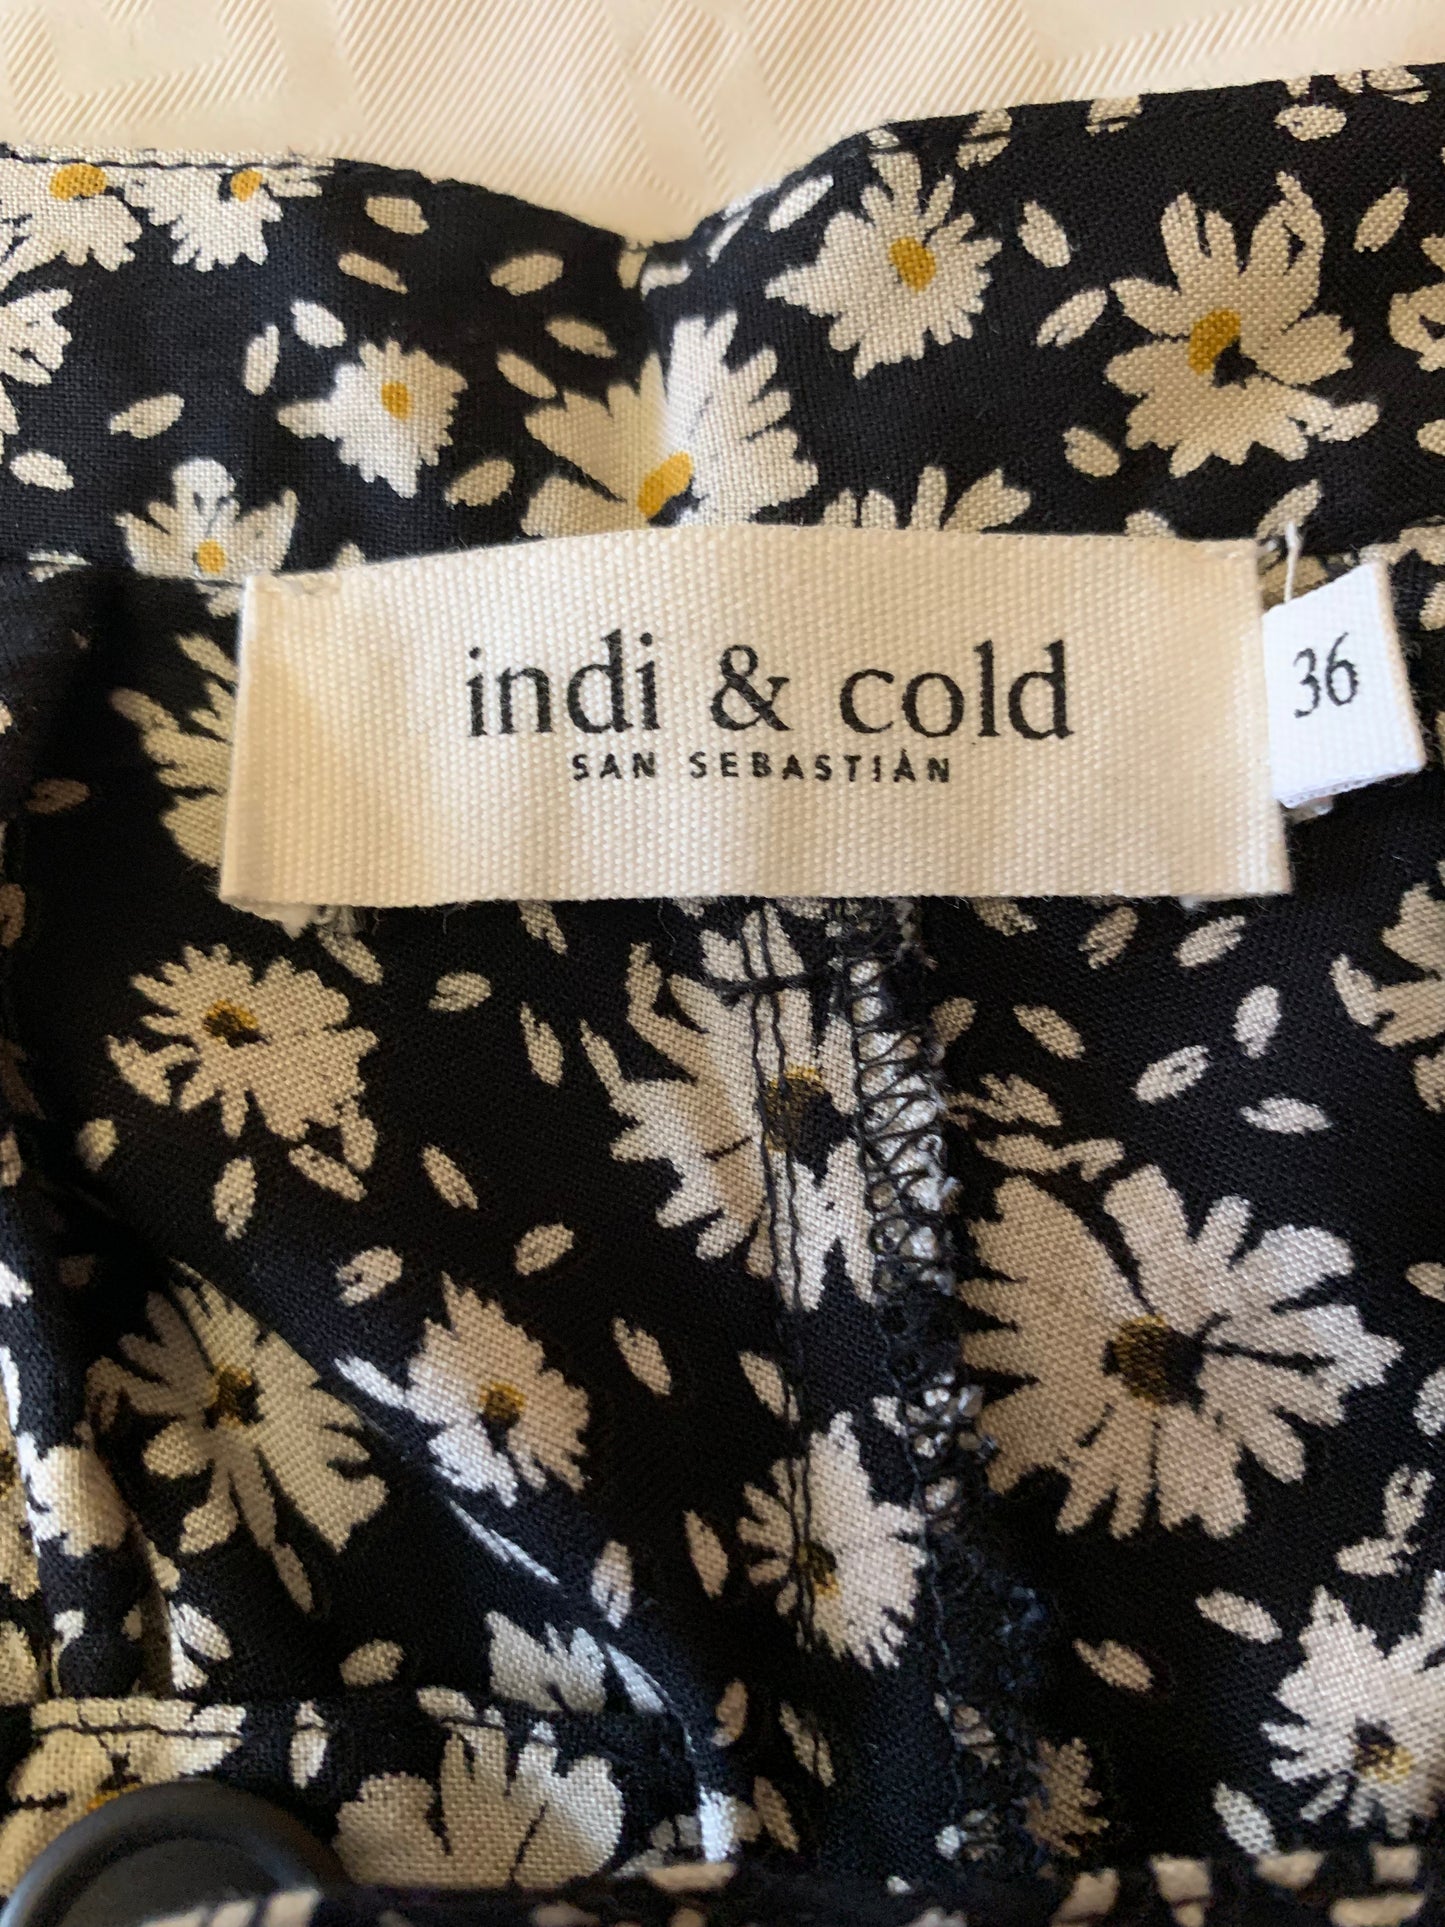 indi & cold
SAN SEBASTIÁN
36